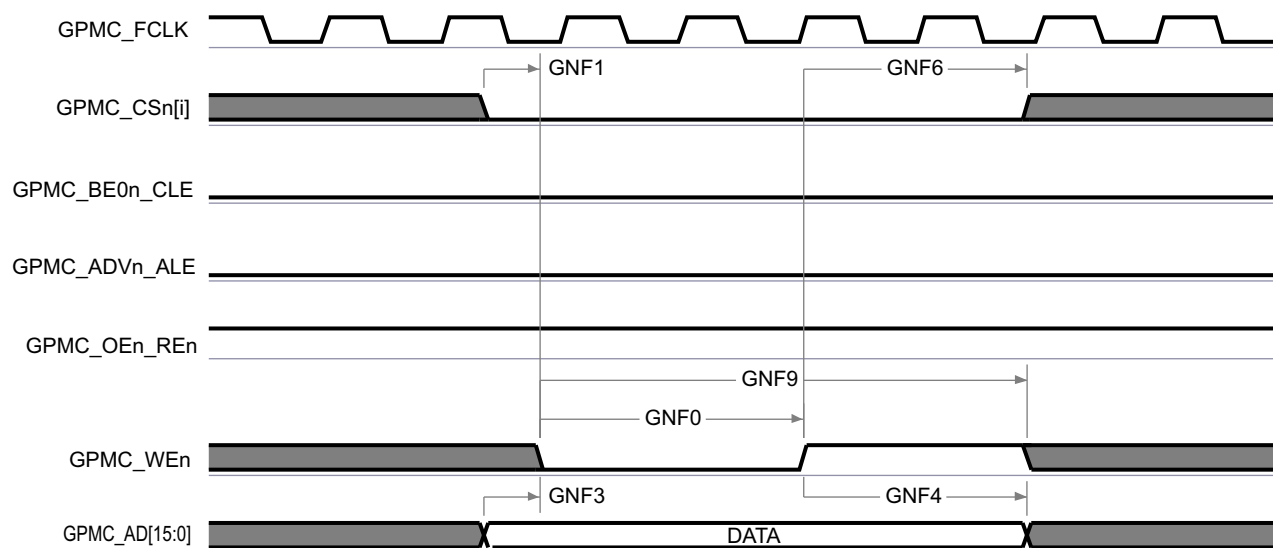 GPMC_FCLK
GNF1
GNF6
GPMC_CSn[i]
GPMC_BE0n_CLE
GPMC_ADVn_ALE
GPMC_OEn_REn
GNF9
GNF0
GPMC_WEn
GNF3
GNF4
GPMC_AD[15:0]
DATA